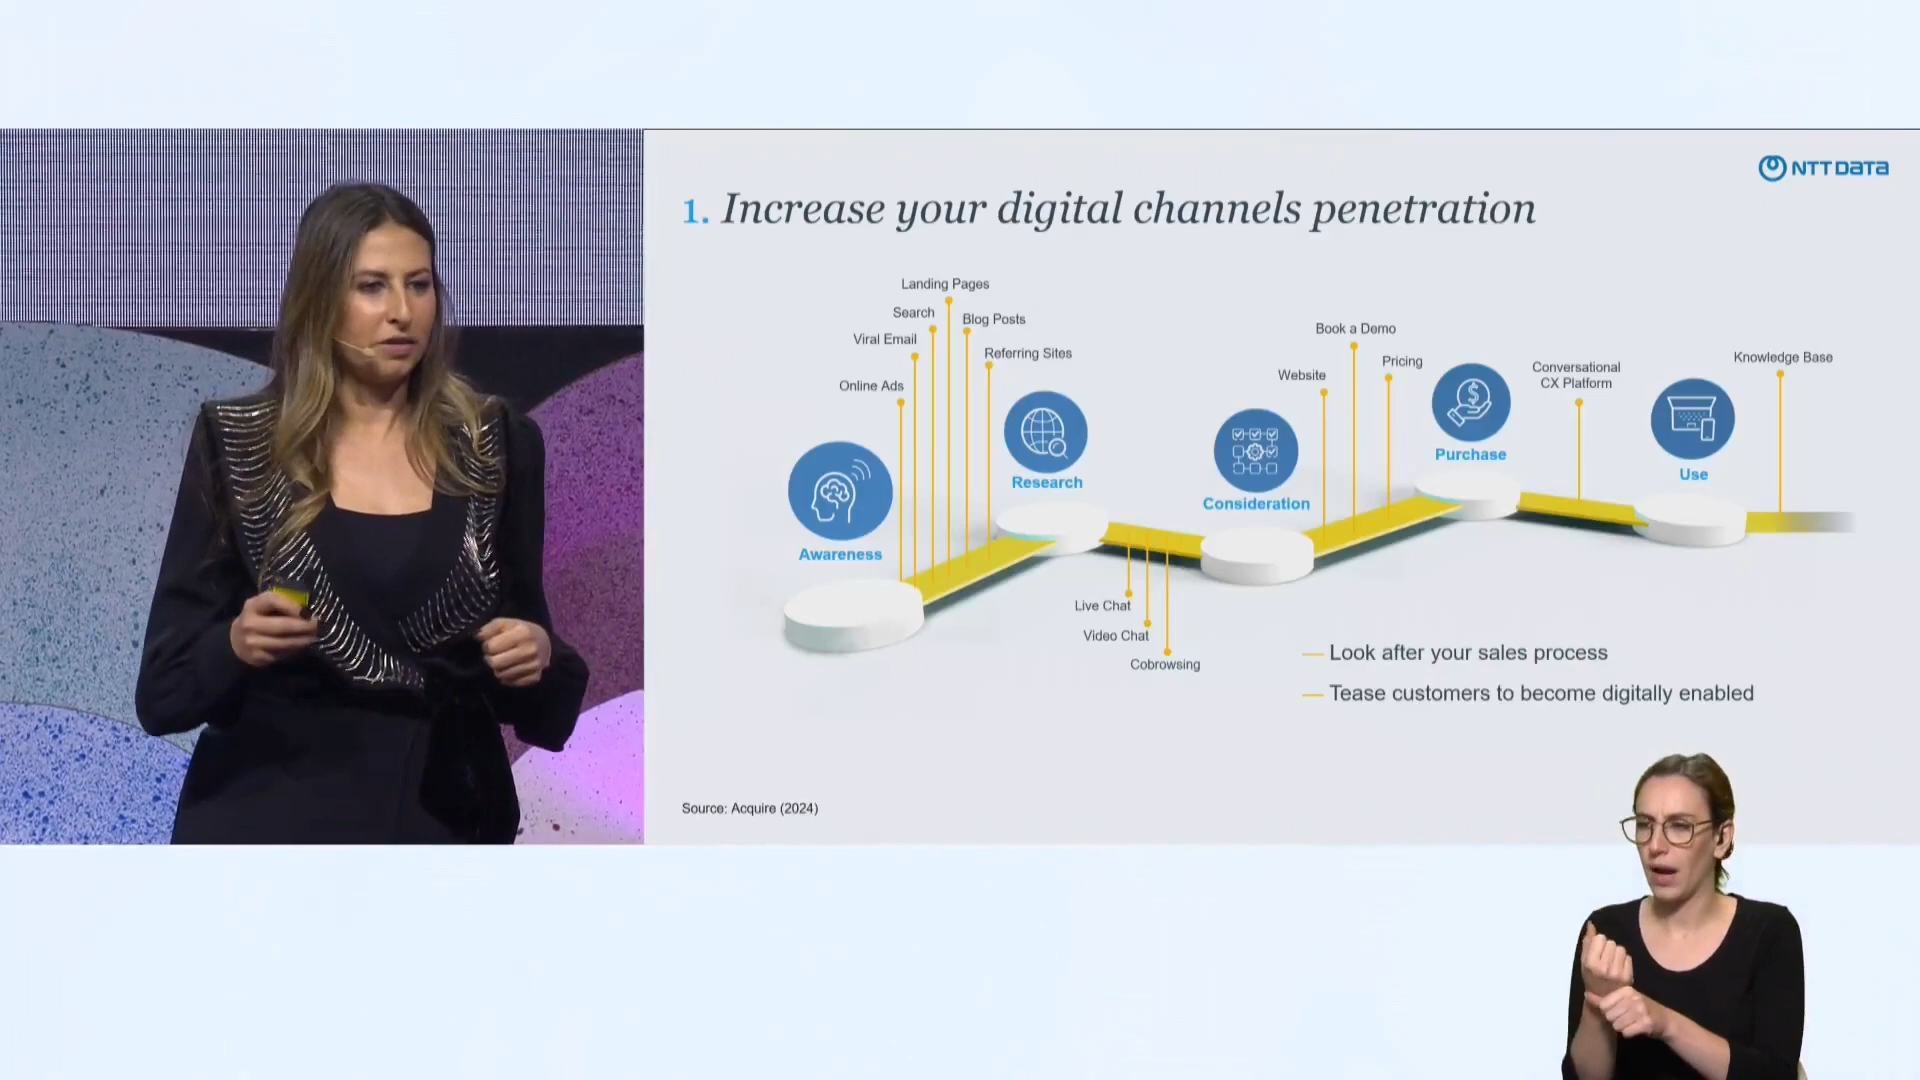 NTT DATA
1. Increase your digital channels penetration
Landing Pages
Search
Blog Posts
Viral Email
Referring Sites
Online Ads
Book a Demo
Pricing
Website
Conversational
CX Platform
Knowledge Base
Awareness
Research
Consideration
Purchase
Use
Live Chat
Video Chat
Cobrowsing
— Look after your sales process
— Tease customers to become digitally enabled
Source: Acquire (2024)